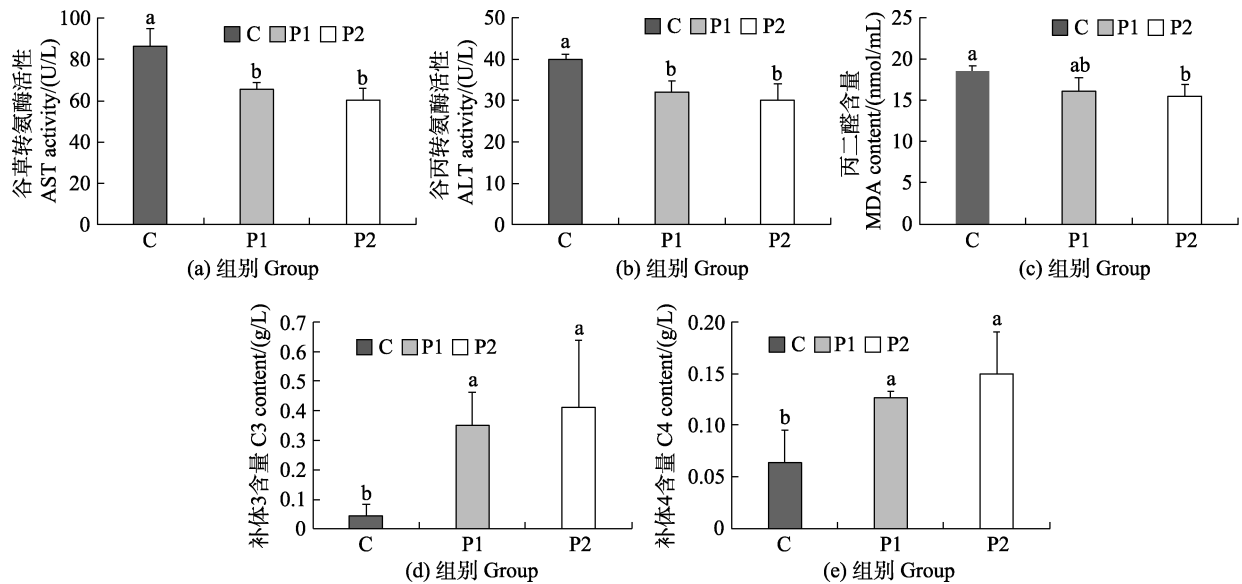 谷草转氨酶活性
AST activity/(U/L)
100
80
60
40
20
0
C P1 P2
a
b
b
C P1 P2
(a) 组别 Group
谷丙转氨酶活性
ALT activity/(U/L)
50
40
30
20
10
0
C P1 P2
a
b
b
C P1 P2
(b) 组别 Group
丙二醛含量
MDA content/(nmol/mL)
25
20
15
10
5
0
C P1 P2
a
ab
b
C P1 P2
(c) 组别 Group
补体3含量 C3 content/(g/L)
0.7
0.6
0.5
0.4
0.3
0.2
0.1
0
C P1 P2
b
a
a
C P1 P2
(d) 组别 Group
补体4含量 C4 content/(g/L)
0.20
0.15
0.10
0.05
0
C P1 P2
b
a
a
C P1 P2
(e) 组别 Group